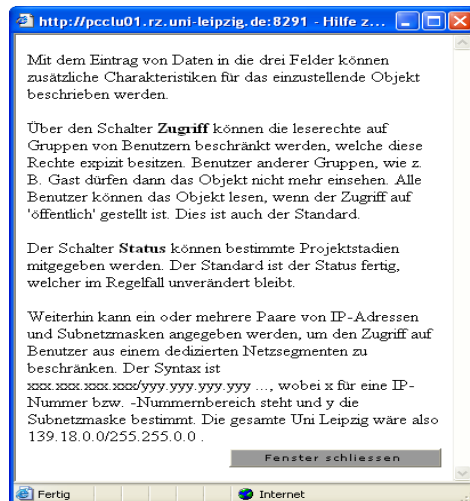 http://pcclu01.rz.uni-leipzig.de:8291 - Hilfe z...
Mit dem Eintrag von Daten in die drei Felder können
zusätzliche Charakteristiken für das einzustellende Objekt
beschrieben werden.
Über den Schalter Zugriff können die leserechte auf
Gruppen von Benutzern beschränkt werden, welche diese
Rechte expizit besitzen. Benutzer anderer Gruppen, wie z.
B. Gast dürfen dann das Objekt nicht mehr einsehen. Alle
Benutzer können das Objekt lesen, wenn der Zugriff auf
'öffentlich' gestellt ist. Dies ist auch der Standard.
Der Schalter Status können bestimmte Projektstadien
mitgegeben werden. Der Standard ist der Status fertig,
welcher im Regelfall unverändert bleibt.
Weiterhin kann ein oder mehrere Paare von IP-Adressen
und Subnetzmasken angegeben werden, um den Zugriff auf
Benutzer aus einem dedizierten Netzsegmenten zu
beschränken. Der Syntax ist
xxx.xxx.xxx.xxx/yyy.yyy.yyy.yyy ..., wobei x für eine IP-
Nummer bzw. -Nummernbereich steht und y die
Subnetzmaske bestimmt. Die gesamte Uni Leipzig wäre also
139.18.0.0/255.255.0.0 .
Fenster schliessen
Fertig
Internet